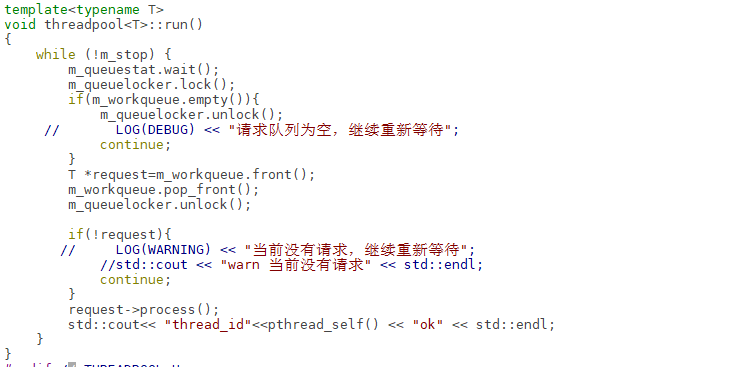 template<typename T>
void threadpool<T>::run()
{
    while (!m_stop) {
        m_queuestat.wait();
        m_queuelocker.lock();
        if(m_workqueue.empty()){
            m_queuelocker.unlock();
     //       LOG(DEBUG) << "请求队列为空，继续重新等待";
            continue;
        }
        T *request=m_workqueue.front();
        m_workqueue.pop_front();
        m_queuelocker.unlock();

        if(!request){
       //     LOG(WARNING) << "当前没有请求，继续重新等待";
            //std::cout << "warn 当前没有请求" << std::endl;
            continue;
        }
        request->process();
        std::cout<< "thread_id"<<pthread_self() << "ok" << std::endl;
    }
}